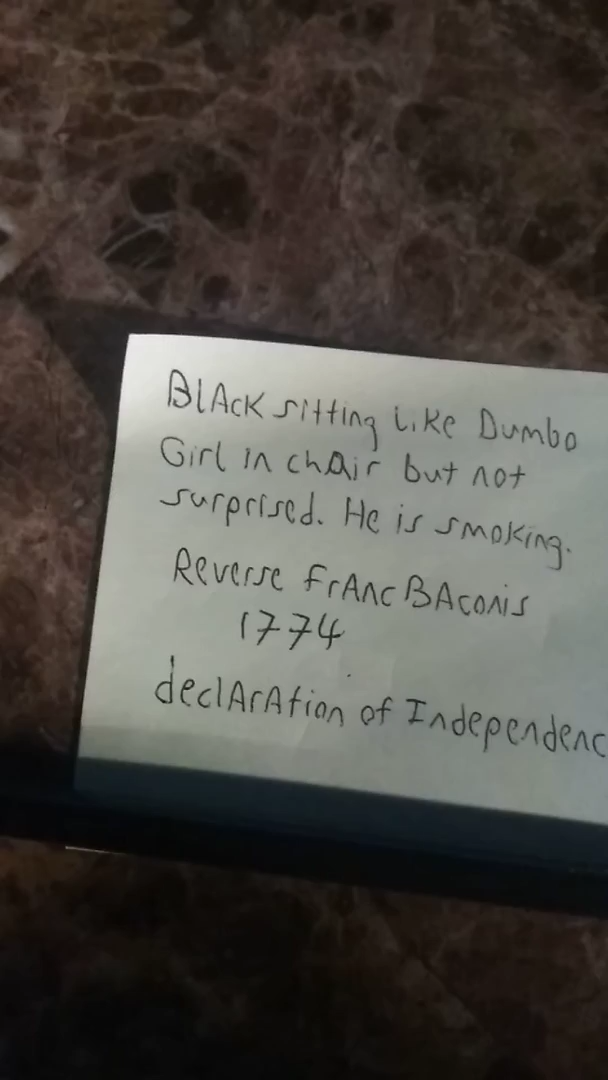 BlAcK sitting Like Dumbo
Girl in chAir but not
surprised. He is smoking.
Reverse FrAnc BAconis
1774
declArAtion of Independenc